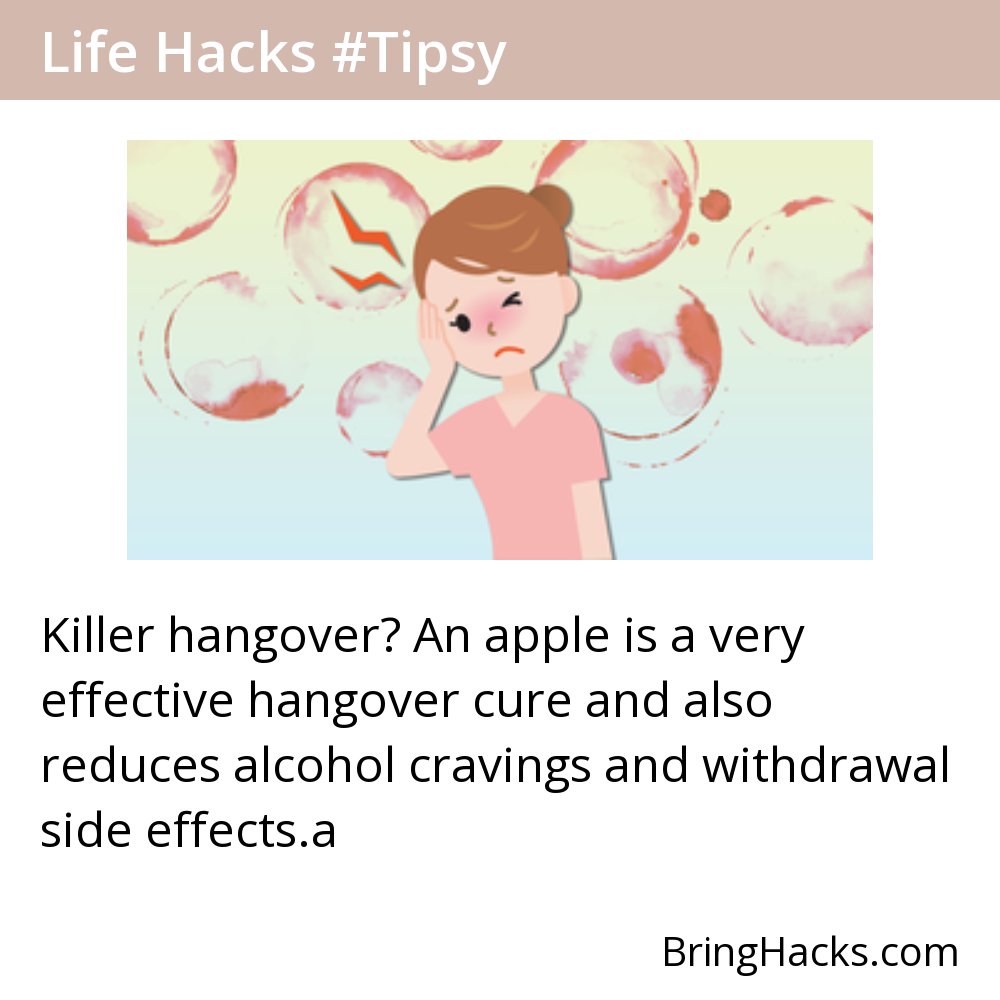 Life Hacks #Tipsy
Killer hangover? An apple is a very
effective hangover cure and also
reduces alcohol cravings and withdrawal
side effects.a
BringHacks.com